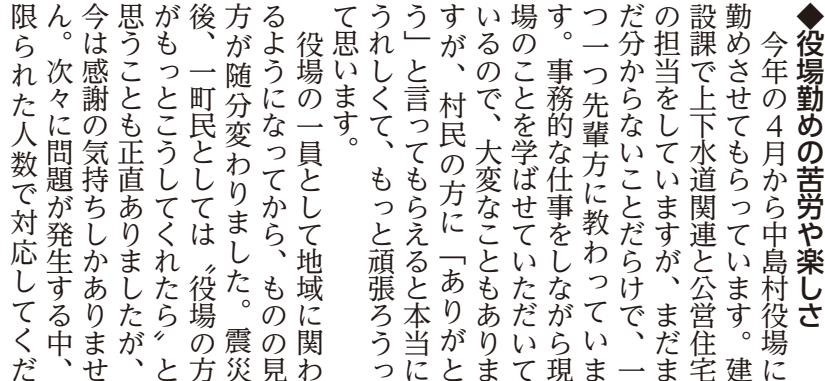 ◆役場勤めの苦労や楽しさ
　今年の４月から中島村役場に
勤めさせてもらっています。建
設課で上下水道関連と公営住宅
の担当をしていますが、まだま
だ分からないことだらけで、一
つ一つ先輩方に教わっていま
す。事務的な仕事をしながら現
場のことを学ばせていただいて
いるので、大変なこともありま
すが、村民の方に「ありがと
う」と言ってもらえると本当に
うれしくて、もっと頑張ろうっ
て思います。
　役場の一員として地域に関わ
るようになってから、ものの見
方が随分変わりました。震災
後、一町民としては〝役場の方
がもっとこうしてくれたら〟と
思うことも正直ありましたが、
今は感謝の気持ちしかありませ
ん。次々に問題が発生する中、
限られた人数で対応してくだ